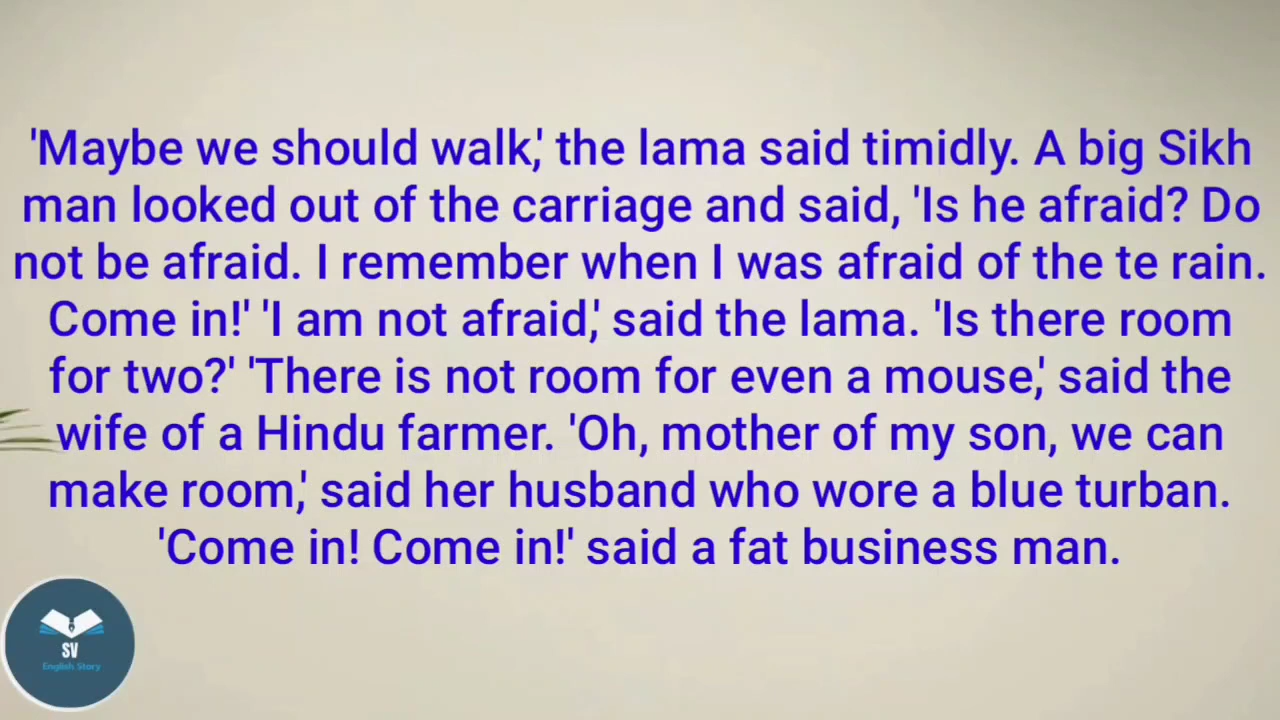 'Maybe we should walk,' the lama said timidly. A big Sikh
man looked out of the carriage and said, 'Is he afraid? Do
not be afraid. I remember when I was afraid of the te rain.
Come in!' 'I am not afraid,' said the lama. 'Is there room
for two?' 'There is not room for even a mouse,' said the
wife of a Hindu farmer. 'Oh, mother of my son, we can
make room,' said her husband who wore a blue turban.
'Come in! Come in!' said a fat business man.
SV
English Story